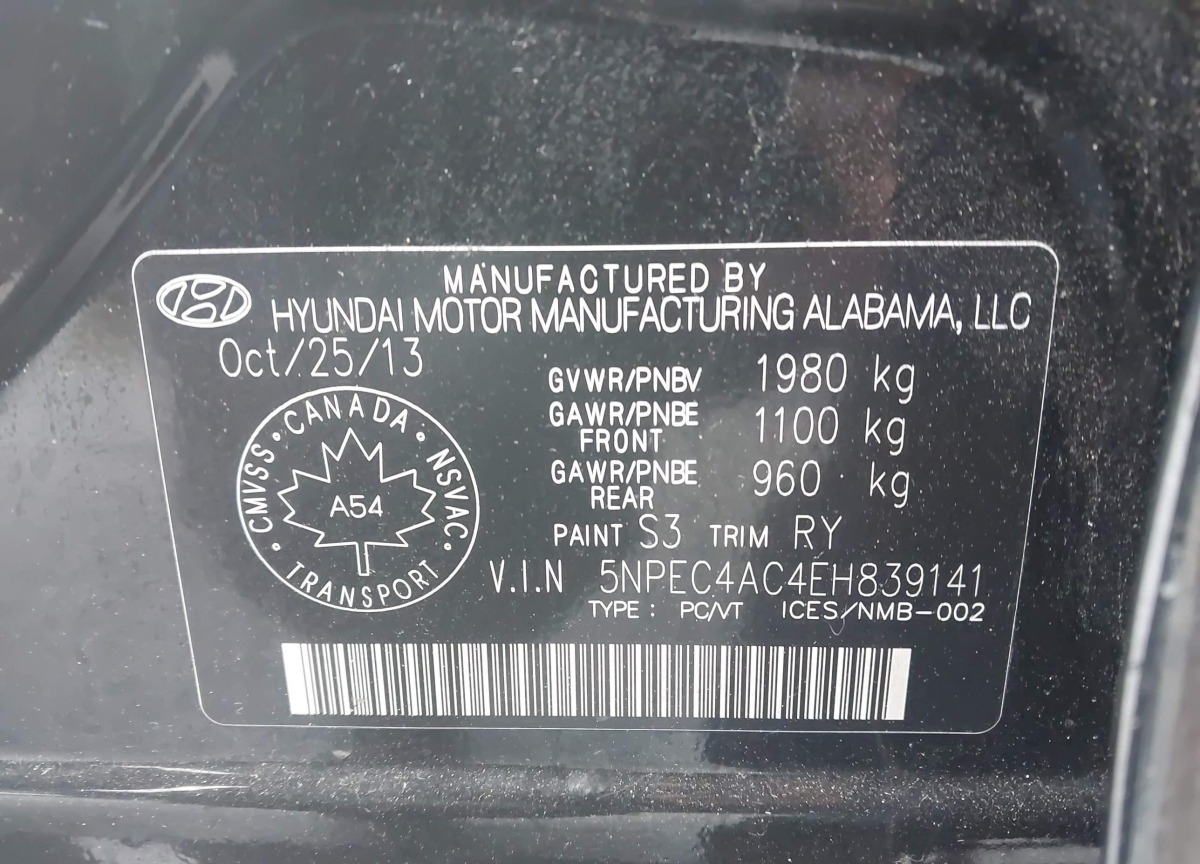 MANUFACTURED BY
HYUNDAI MOTOR MANUFACTURING ALABAMA, LLC
Oct/25/13
GVWR/PNBV 1980 kg
GAWR/PNBE FRONT 1100 kg
GAWR/PNBE REAR 960 kg
CANADA · NSVAC · TRANSPORT · CMVSS ·
A54
PAINT S3 TRIM RY
V.I.N 5NPEC4AC4EH839141
TYPE: PC/VT ICES/NMB-002